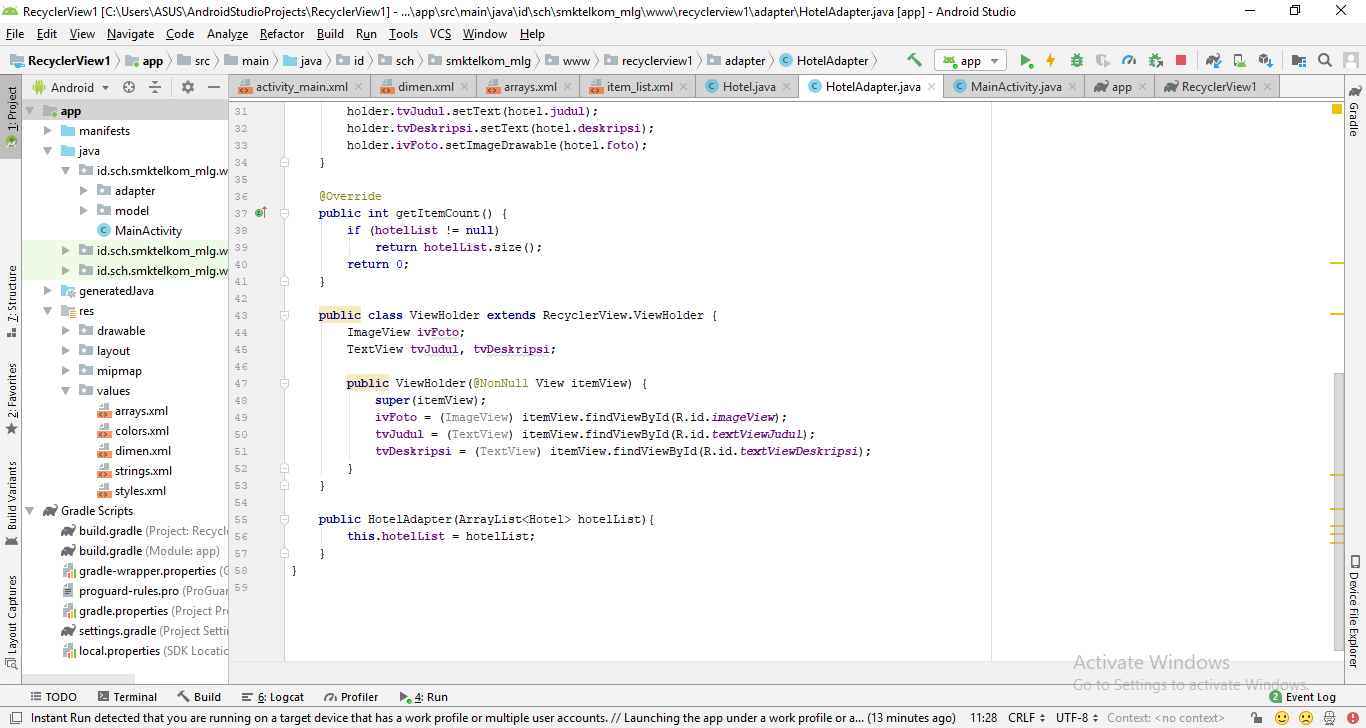 RecyclerView1 [C:\Users\ASUS\AndroidStudioProjects\RecyclerView1] - ...\app\src\main\java\id\sch\smktelkom_mlg\www\recyclerview1\adapter\HotelAdapter.java [app] - Android Studio
File Edit View Navigate Code Analyze Refactor Build Run Tools VCS Window Help
RecyclerView1 app src main java id sch smktelkom_mlg www recyclerview1 adapter HotelAdapter app
Android activity_main.xml dimen.xml arrays.xml item_list.xml Hotel.java HotelAdapter.java MainActivity.java app RecyclerView1
1: Project
7: Structure
2: Favorites
Build Variants
Layout Captures
app
manifests
java
id.sch.smktelkom_mlg.w
adapter
model
MainActivity
id.sch.smktelkom_mlg.w
id.sch.smktelkom_mlg.w
generatedJava
res
drawable
layout
mipmap
values
arrays.xml
colors.xml
dimen.xml
strings.xml
styles.xml
Gradle Scripts
build.gradle (Project: Recycl
build.gradle (Module: app)
gradle-wrapper.properties (G
proguard-rules.pro (ProGuar
gradle.properties (Project Pr
settings.gradle (Project Setti
local.properties (SDK Locatic
31 holder.tvJudul.setText(hotel.judul);
32 holder.tvDeskripsi.setText(hotel.deskripsi);
33 holder.ivFoto.setImageDrawable(hotel.foto);
34 }
35
36 @Override
37 public int getItemCount() {
38 if (hotelList != null)
39 return hotelList.size();
40 return 0;
41 }
42
43 public class ViewHolder extends RecyclerView.ViewHolder {
44 ImageView ivFoto;
45 TextView tvJudul, tvDeskripsi;
46
47 public ViewHolder(@NonNull View itemView) {
48 super(itemView);
49 ivFoto = (ImageView) itemView.findViewById(R.id.imageView);
50 tvJudul = (TextView) itemView.findViewById(R.id.textViewJudul);
51 tvDeskripsi = (TextView) itemView.findViewById(R.id.textViewDeskripsi);
52 }
53 }
54
55 public HotelAdapter(ArrayList<Hotel> hotelList){
56 this.hotelList = hotelList;
57 }
58 }
59
Gradle
Device File Explorer
Activate Windows
Go to Settings to activate Windows.
TODO Terminal Build 6: Logcat Profiler 4: Run 2 Event Log
Instant Run detected that you are running on a target device that has a work profile or multiple user accounts. // Launching the app under a work profile or a... (13 minutes ago) 11:28 CRLF UTF-8 Context: <no context>